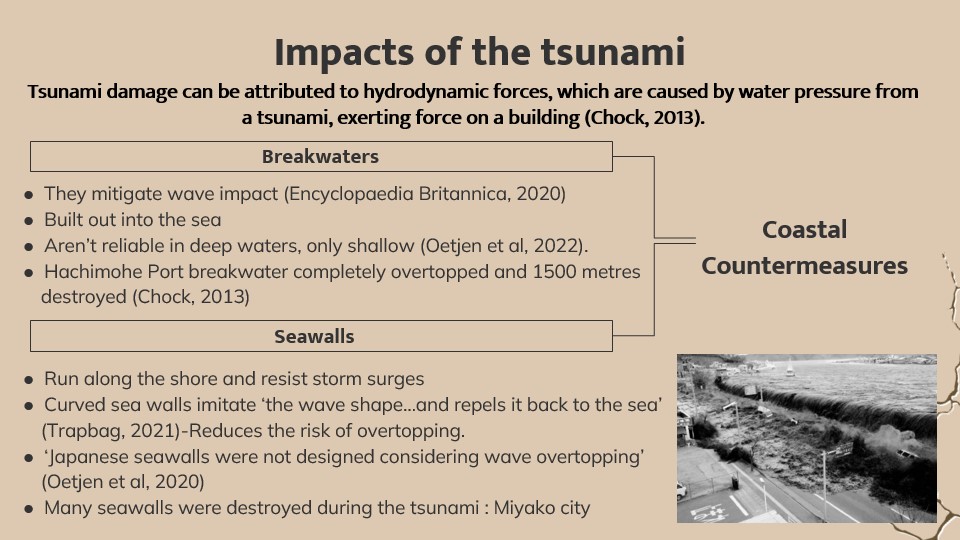 Impacts of the tsunami
Tsunami damage can be attributed to hydrodynamic forces, which are caused by water pressure from
a tsunami, exerting force on a building (Chock, 2013).
Breakwaters
● They mitigate wave impact (Encyclopaedia Britannica, 2020)
● Built out into the sea
● Aren’t reliable in deep waters, only shallow (Oetjen et al, 2022).
● Hachimohe Port breakwater completely overtopped and 1500 metres
destroyed (Chock, 2013)
Coastal
Countermeasures
Seawalls
● Run along the shore and resist storm surges
● Curved sea walls imitate ‘the wave shape...and repels it back to the sea’
(Trapbag, 2021)-Reduces the risk of overtopping.
● ‘Japanese seawalls were not designed considering wave overtopping’
(Oetjen et al, 2020)
● Many seawalls were destroyed during the tsunami : Miyako city